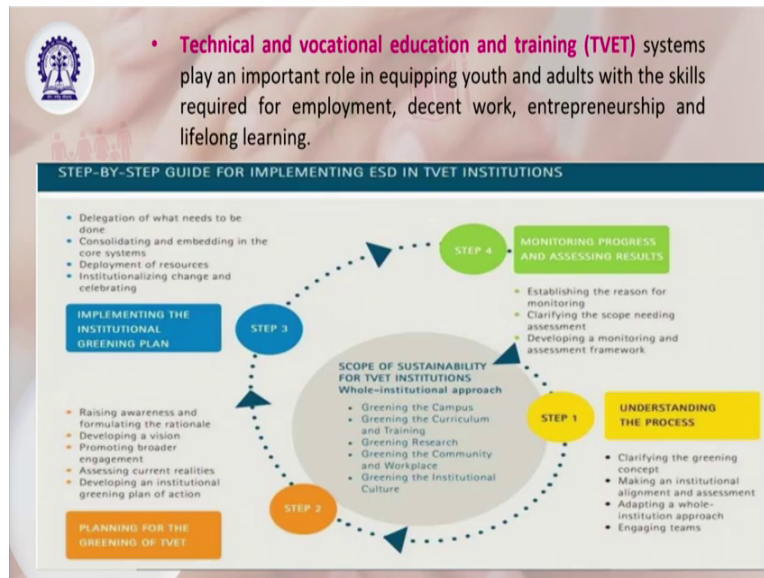 • Technical and vocational education and training (TVET) systems
play an important role in equipping youth and adults with the skills
required for employment, decent work, entrepreneurship and
lifelong learning.
STEP-BY-STEP GUIDE FOR IMPLEMENTING ESD IN TVET INSTITUTIONS
• Delegation of what needs to be
done
• Consolidating and embedding in the
core systems
• Deployment of resources
• Institutionalizing change and
celebrating
IMPLEMENTING THE
INSTITUTIONAL
GREENING PLAN
STEP 3
STEP 4
MONITORING PROGRESS
AND ASSESSING RESULTS
• Establishing the reason for
monitoring
• Clarifying the scope needing
assessment
• Developing a monitoring and
assessment framework
SCOPE OF SUSTAINABILITY
FOR TVET INSTITUTIONS
Whole-institutional approach
• Greening the Campus
• Greening the Curriculum
and Training
• Greening Research
• Greening the Community
and Workplace
• Greening the Institutional
Culture
STEP 1
UNDERSTANDING
THE PROCESS
• Clarifying the greening
concept
• Making an institutional
alignment and assessment
• Adapting a whole-
institution approach
• Engaging teams
• Raising awareness and
formulating the rationale
• Developing a vision
• Promoting broader
engagement
• Assessing current realities
• Developing an institutional
greening plan of action
STEP 2
PLANNING FOR THE
GREENING OF TVET